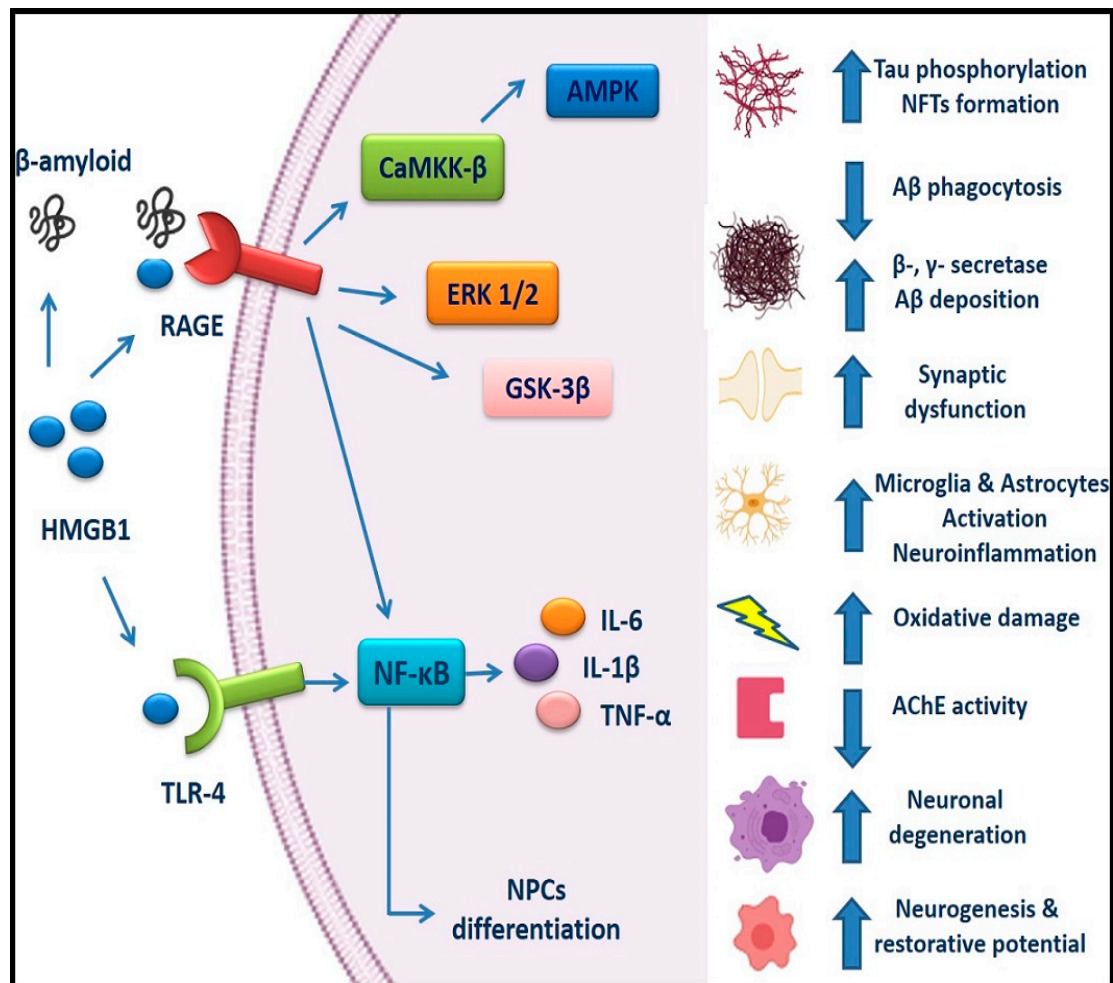 β-amyloid
RAGE
HMGB1
TLR-4
AMPK
CaMKK-β
ERK 1/2
GSK-3β
NF-κB
IL-6
IL-1β
TNF-α
NPCs
differentiation
Tau phosphorylation
NFTs formation
Aβ phagocytosis
β-, γ- secretase
Aβ deposition
Synaptic
dysfunction
Microglia & Astrocytes
Activation
Neuroinflammation
Oxidative damage
AChE activity
Neuronal
degeneration
Neurogenesis &
restorative potential